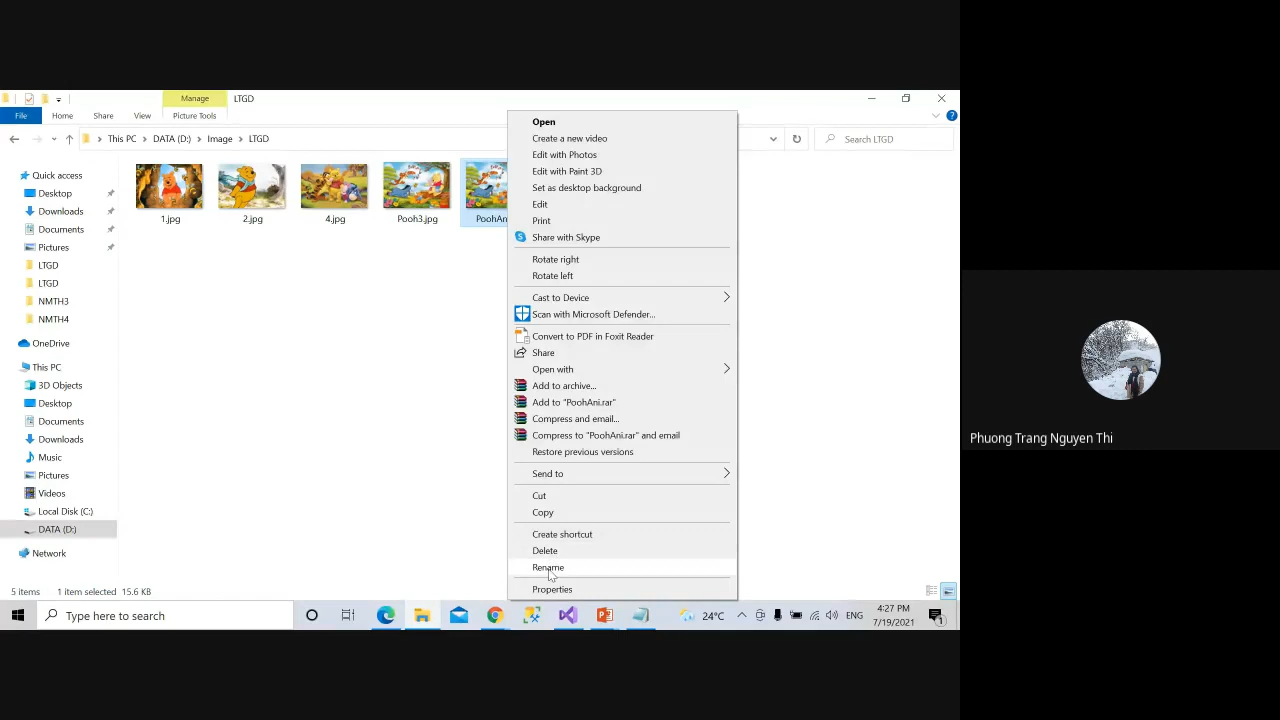 Manage
LTGD
File
Home
Share
View
Picture Tools
This PC
DATA (D:)
Image
LTGD
Search LTGD
Quick access
Desktop
Downloads
Documents
Pictures
LTGD
LTGD
NMTH3
NMTH4
OneDrive
This PC
3D Objects
Desktop
Documents
Downloads
Music
Pictures
Videos
Local Disk (C:)
DATA (D:)
Network
1.jpg
2.jpg
4.jpg
Pooh3.jpg
PoohAn
Open
Create a new video
Edit with Photos
Edit with Paint 3D
Set as desktop background
Edit
Print
Share with Skype
Rotate right
Rotate left
Cast to Device
Scan with Microsoft Defender...
Convert to PDF in Foxit Reader
Share
Open with
Add to archive...
Add to "PoohAni.rar"
Compress and email...
Compress to "PoohAni.rar" and email
Restore previous versions
Send to
Cut
Copy
Create shortcut
Delete
Rename
Properties
5 items
1 item selected 15.6 KB
Type here to search
24°C
ENG
4:27 PM
7/19/2021
1
Phuong Trang Nguyen Thi